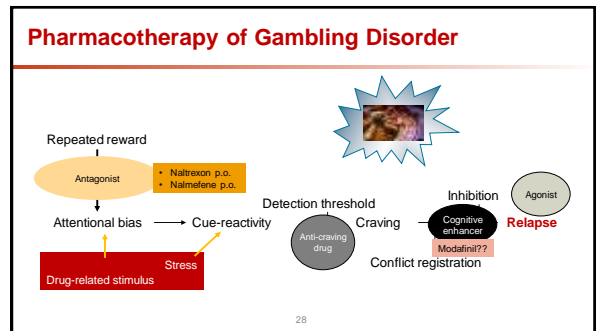 Pharmacotherapy of Gambling Disorder
Repeated reward
Antagonist
• Naltrexon p.o.
• Nalmefene p.o.
Attentional bias
Cue-reactivity
Stress
Drug-related stimulus
Detection threshold
Anti-craving
drug
Craving
Inhibition
Cognitive
enhancer
Modafinil??
Conflict registration
Agonist
Relapse
28